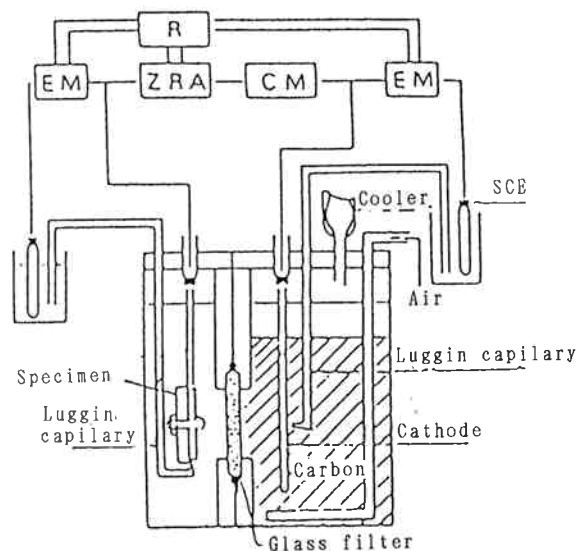 R
EM
ZRA
CM
EM
SCE
Cooler
Air
Luggin capilary
Specimen
Luggin
capilary
Cathode
Carbon
Glass filter